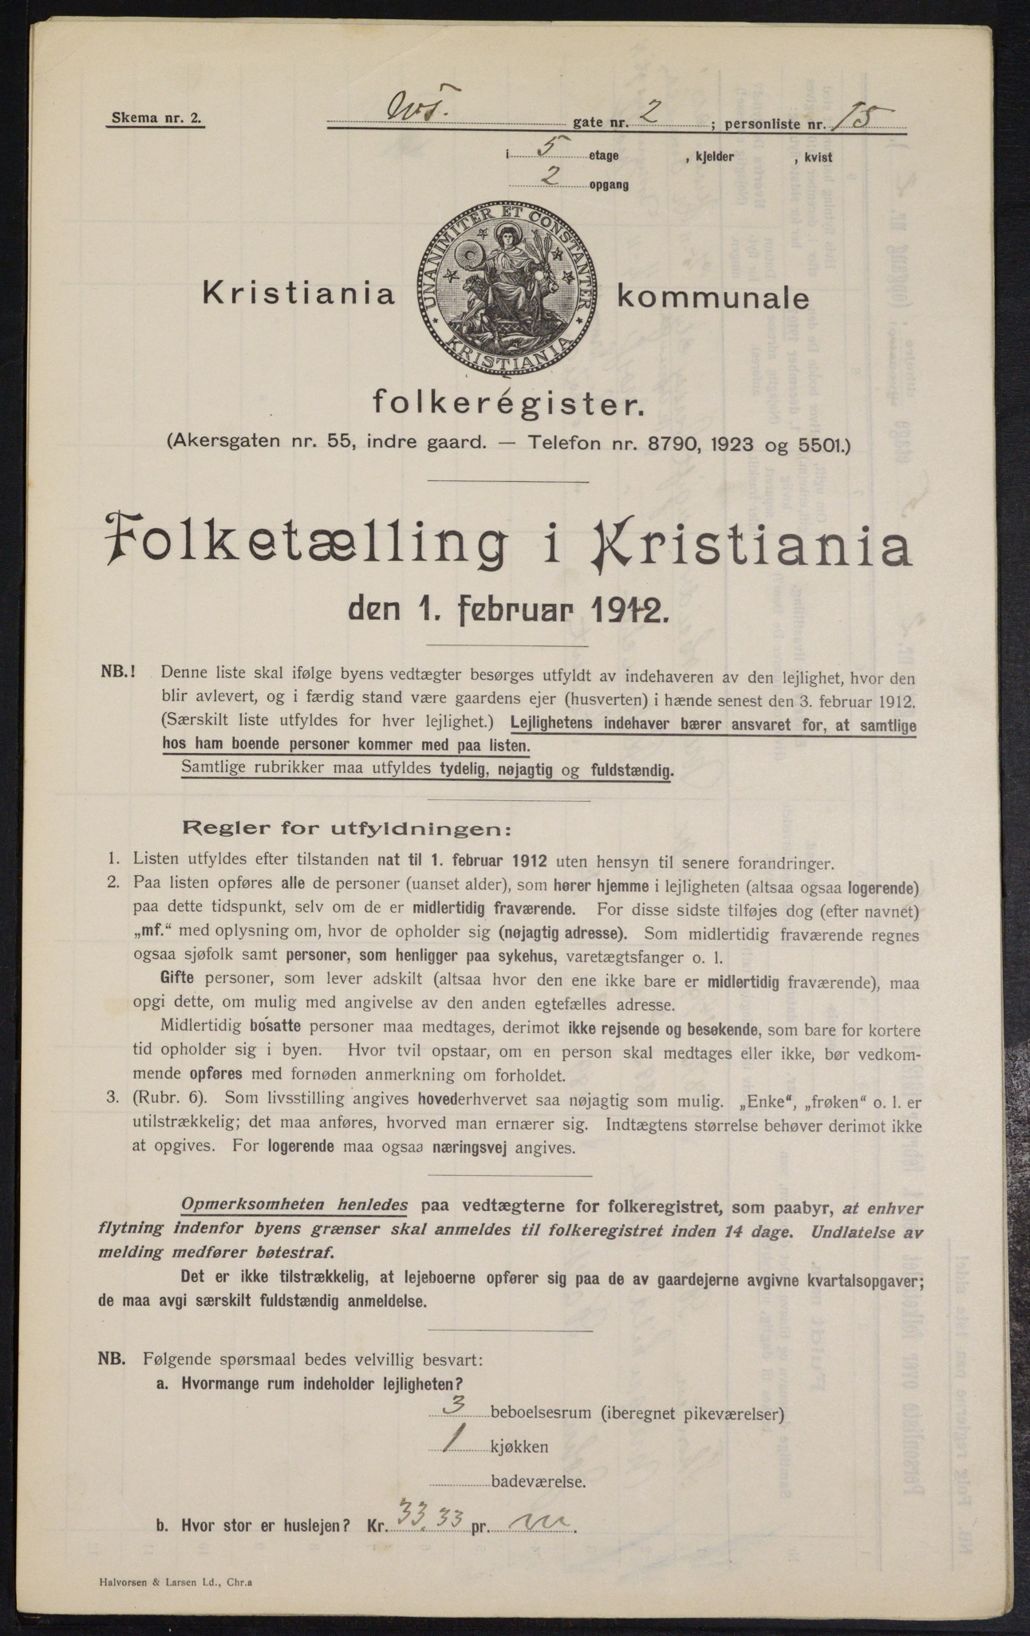 Skema nr. 2.
gate nr. 2 ; personliste nr. 15
i 5 etage , kjelder , kvist
2 opgang
UNANIMITER ET CONSTANTER
KRISTIANIA
Kristiania kommunale
folkeregister.
(Akersgaten nr. 55, indre gaard. — Telefon nr. 8790, 1923 og 5501.)
Folketælling i Kristiania
den 1. februar 1912.
NB.! Denne liste skal ifølge byens vedtægter besørges utfyldt av indehaveren av den lejlighet, hvor den
blir avlevert, og i færdig stand være gaardens ejer (husverten) i hænde senest den 3. februar 1912.
(Særskilt liste utfyldes for hver lejlighet.) Lejlighetens indehaver bærer ansvaret for, at samtlige
hos ham boende personer kommer med paa listen.
Samtlige rubrikker maa utfyldes tydelig, nøjagtig og fuldstændig.
Regler for utfyldningen:
1. Listen utfyldes efter tilstanden nat til 1. februar 1912 uten hensyn til senere forandringer.
2. Paa listen opføres alle de personer (uanset alder), som hører hjemme i lejligheten (altsaa ogsaa logerende)
paa dette tidspunkt, selv om de er midlertidig fraværende. For disse sidste tilføjes dog (efter navnet)
„mf.“ med oplysning om, hvor de opholder sig (nøjagtig adresse). Som midlertidig fraværende regnes
ogsaa sjøfolk samt personer, som henligger paa sykehus, varetægtsfanger o. l.
Gifte personer, som lever adskilt (altsaa hvor den ene ikke bare er midlertidig fraværende), maa
opgi dette, om mulig med angivelse av den anden egtefælles adresse.
Midlertidig bosatte personer maa medtages, derimot ikke rejsende og besøkende, som bare for kortere
tid opholder sig i byen. Hvor tvil opstaar, om en person skal medtages eller ikke, bør vedkom-
mende opføres med fornøden anmerkning om forholdet.
3. (Rubr. 6). Som livsstilling angives hovederhvervet saa nøjagtig som mulig. „Enke“, „frøken“ o. l. er
utilstrækkelig; det maa anføres, hvorved man ernærer sig. Indtægtens størrelse behøver derimot ikke
at opgives. For logerende maa ogsaa næringsvej angives.
Opmerksomheten henledes paa vedtægterne for folkeregistret, som paabyr, at enhver
flytning indenfor byens grænser skal anmeldes til folkeregistret inden 14 dage. Undlatelse av
melding medfører bøtestraf.
Det er ikke tilstrækkelig, at lejeboerne opfører sig paa de av gaardejerne avgivne kvartalsopgaver;
de maa avgi særskilt fuldstændig anmeldelse.
NB. Følgende spørsmaal bedes velvillig besvart:
a. Hvormange rum indeholder lejligheten?
3 beboelsesrum (iberegnet pikeværelser)
1 kjøkken
badeværelse.
b. Hvor stor er huslejen? Kr. 33.33 pr. m.
Halvorsen & Larsen Ld., Chr.a